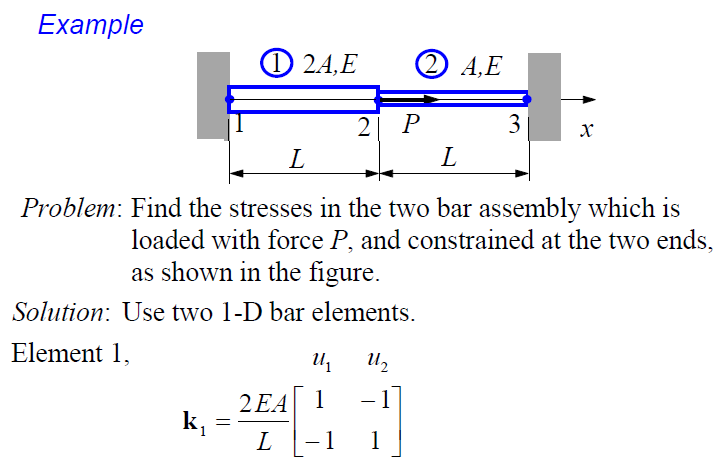 Example
1 2A,E 2 A,E
1 2 P 3 x
L L
Problem: Find the stresses in the two bar assembly which is
loaded with force P, and constrained at the two ends,
as shown in the figure.
Solution: Use two 1-D bar elements.
Element 1,
u₁ u₂
k₁ = 2EA/L [1 −1
−1 1]